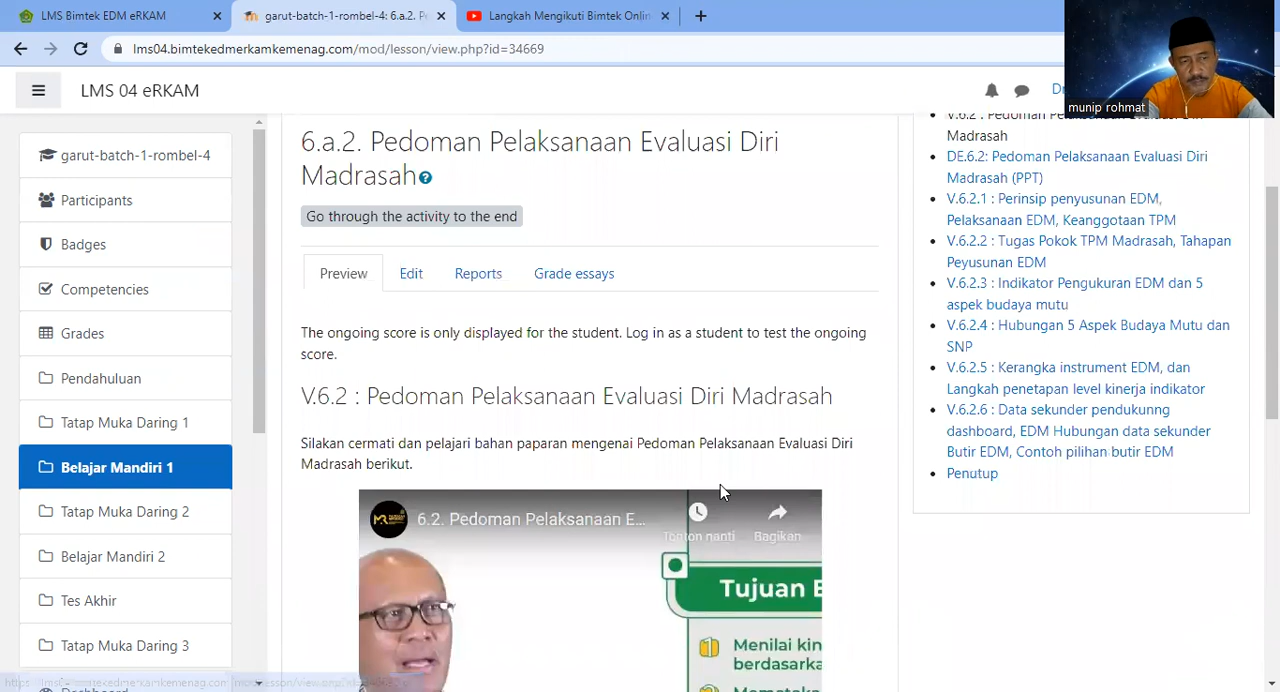 LMS Bimtek EDM eRKAM
garut-batch-1-rombel-4: 6.a.2. P
Langkah Mengikuti Bimtek Onlin
lms04.bimtekedmerkamkemenag.com/mod/lesson/view.php?id=34669
LMS 04 eRKAM
munip rohmat
garut-batch-1-rombel-4
Participants
Badges
Competencies
Grades
Pendahuluan
Tatap Muka Daring 1
Belajar Mandiri 1
Tatap Muka Daring 2
Belajar Mandiri 2
Tes Akhir
Tatap Muka Daring 3
6.a.2. Pedoman Pelaksanaan Evaluasi Diri
Madrasah
Go through the activity to the end
Preview Edit Reports Grade essays
The ongoing score is only displayed for the student. Log in as a student to test the ongoing
score.
V.6.2 : Pedoman Pelaksanaan Evaluasi Diri Madrasah
Silakan cermati dan pelajari bahan paparan mengenai Pedoman Pelaksanaan Evaluasi Diri
Madrasah berikut.
6.2. Pedoman Pelaksanaan E...
Tonton nanti Bagikan
Tujuan
Menilai kin
berdasarka
V.6.2 : Pedoman Pelaksanaan Evaluasi Diri
Madrasah
DE.6.2: Pedoman Pelaksanaan Evaluasi Diri
Madrasah (PPT)
V.6.2.1 : Perinsip penyusunan EDM,
Pelaksanaan EDM, Keanggotaan TPM
V.6.2.2 : Tugas Pokok TPM Madrasah, Tahapan
Peyusunan EDM
V.6.2.3 : Indikator Pengukuran EDM dan 5
aspek budaya mutu
V.6.2.4 : Hubungan 5 Aspek Budaya Mutu dan
SNP
V.6.2.5 : Kerangka instrument EDM, dan
Langkah penetapan level kinerja indikator
V.6.2.6 : Data sekunder pendukunng
dashboard, EDM Hubungan data sekunder
Butir EDM, Contoh pilihan butir EDM
Penutup